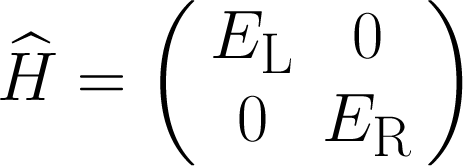 Ĥ = ( E_L 0
0 E_R )